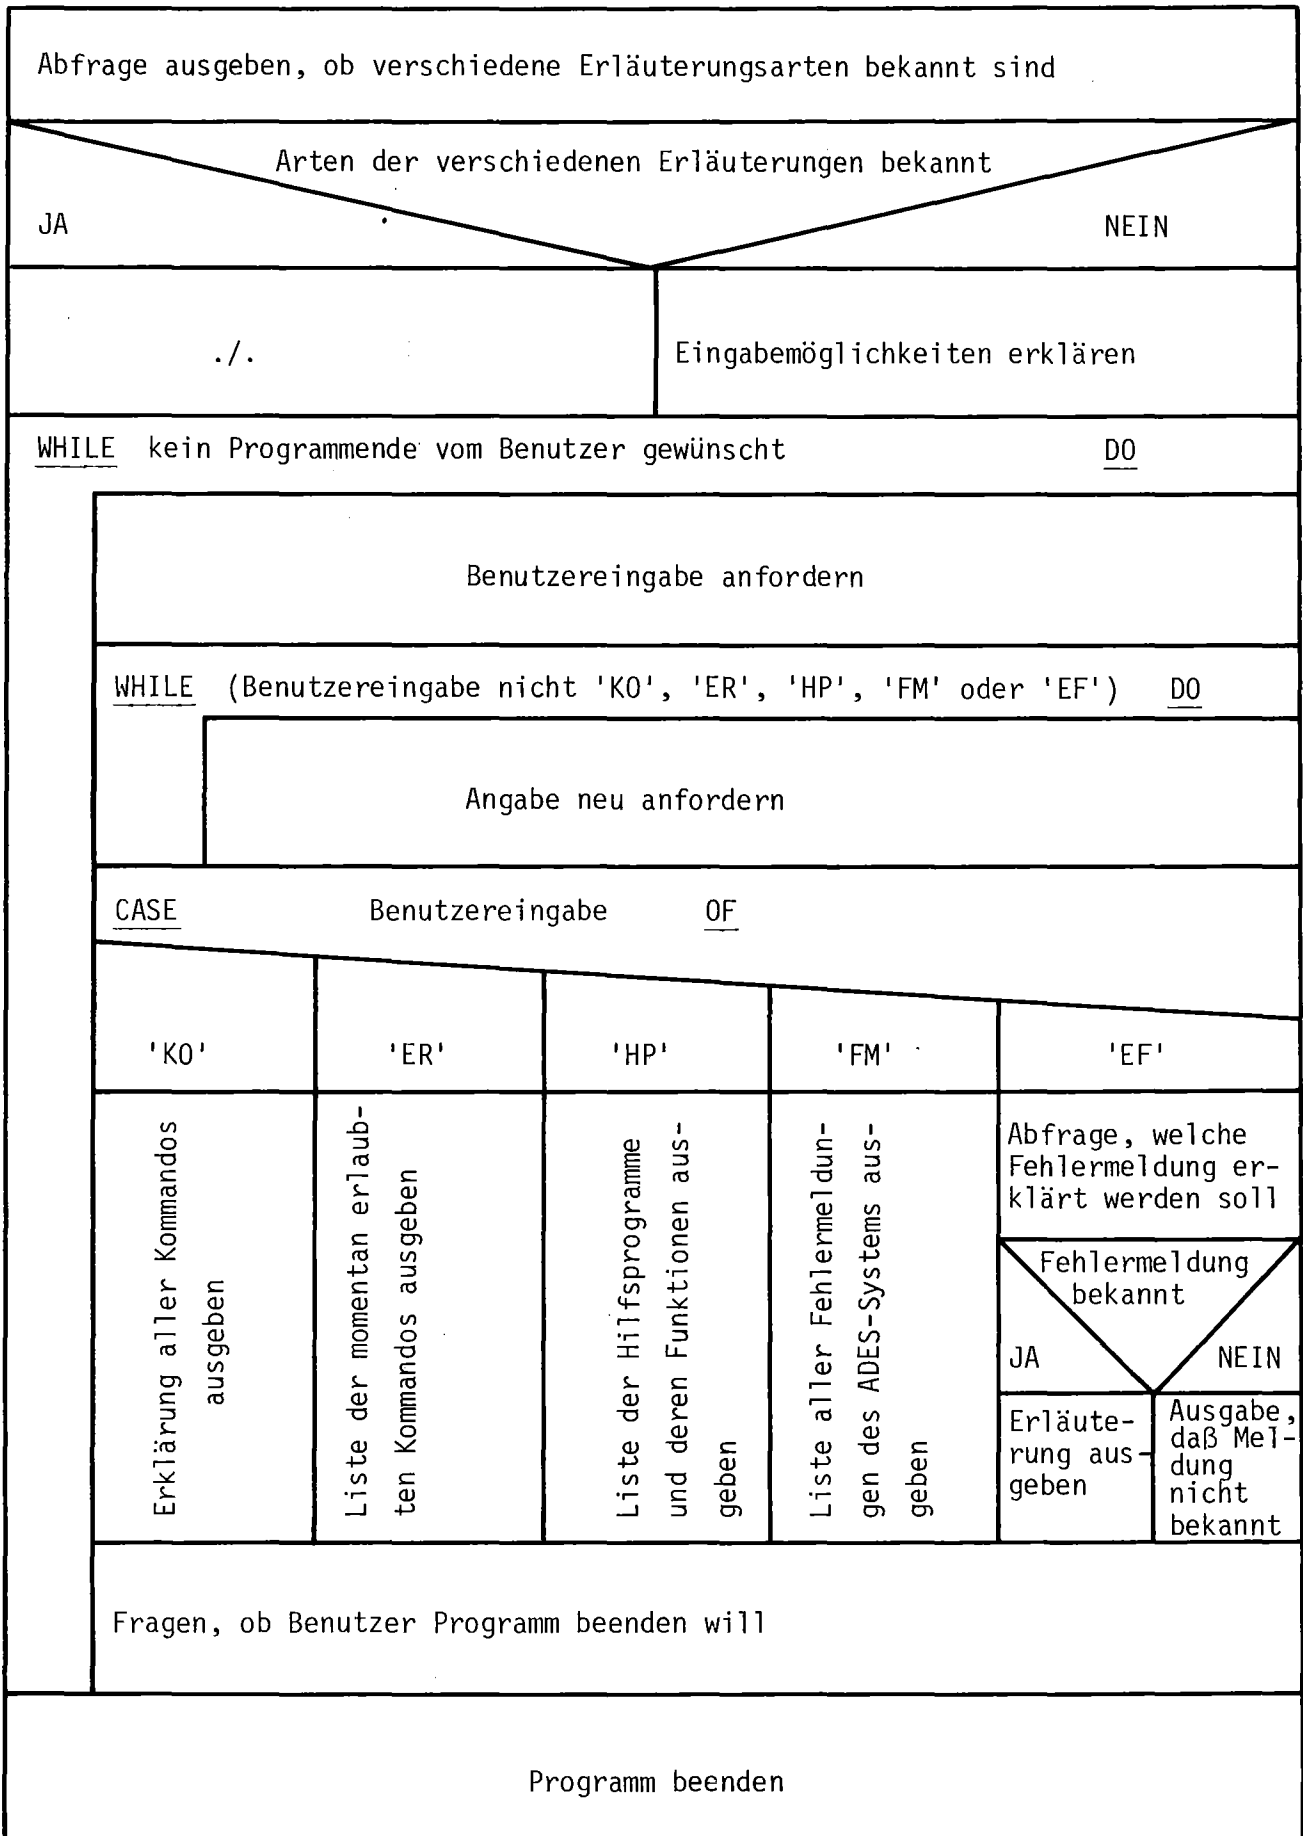 Abfrage ausgeben, ob verschiedene Erläuterungsarten bekannt sind
Arten der verschiedenen Erläuterungen bekannt
JA
NEIN
./.
Eingabemöglichkeiten erklären
WHILE kein Programmende vom Benutzer gewünscht DO
Benutzereingabe anfordern
WHILE (Benutzereingabe nicht 'KO', 'ER', 'HP', 'FM' oder 'EF') DO
Angabe neu anfordern
CASE Benutzereingabe OF
'KO'
'ER'
'HP'
'FM'
'EF'
Erklärung aller Kommandos
ausgeben
Liste der momentan erlaub-
ten Kommandos ausgeben
Liste der Hilfsprogramme
und deren Funktionen aus-
geben
Liste aller Fehlermeldun-
gen des ADES-Systems aus-
geben
Abfrage, welche
Fehlermeldung er-
klärt werden soll
Fehlermeldung
bekannt
JA
NEIN
Erläute-
rung aus-
geben
Ausgabe,
daß Mel-
dung
nicht
bekannt
Fragen, ob Benutzer Programm beenden will
Programm beenden